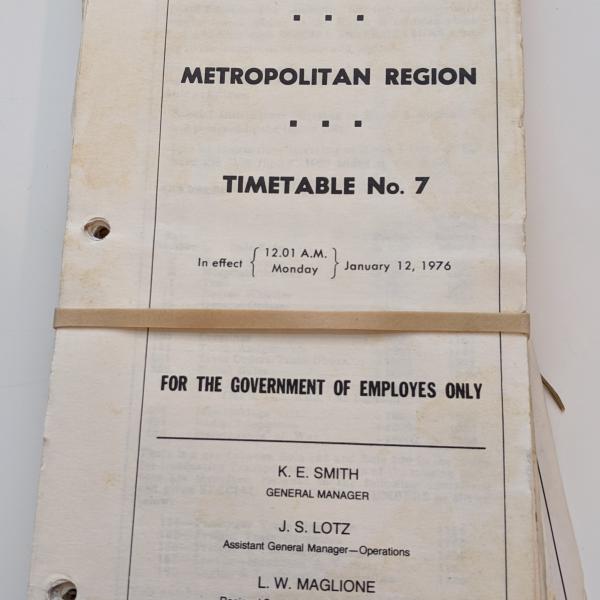 METROPOLITAN REGION
TIMETABLE No. 7
In effect { 12.01 A.M. Monday } January 12, 1976
FOR THE GOVERNMENT OF EMPLOYES ONLY
K. E. SMITH
GENERAL MANAGER
J. S. LOTZ
Assistant General Manager—Operations
L. W. MAGLIONE